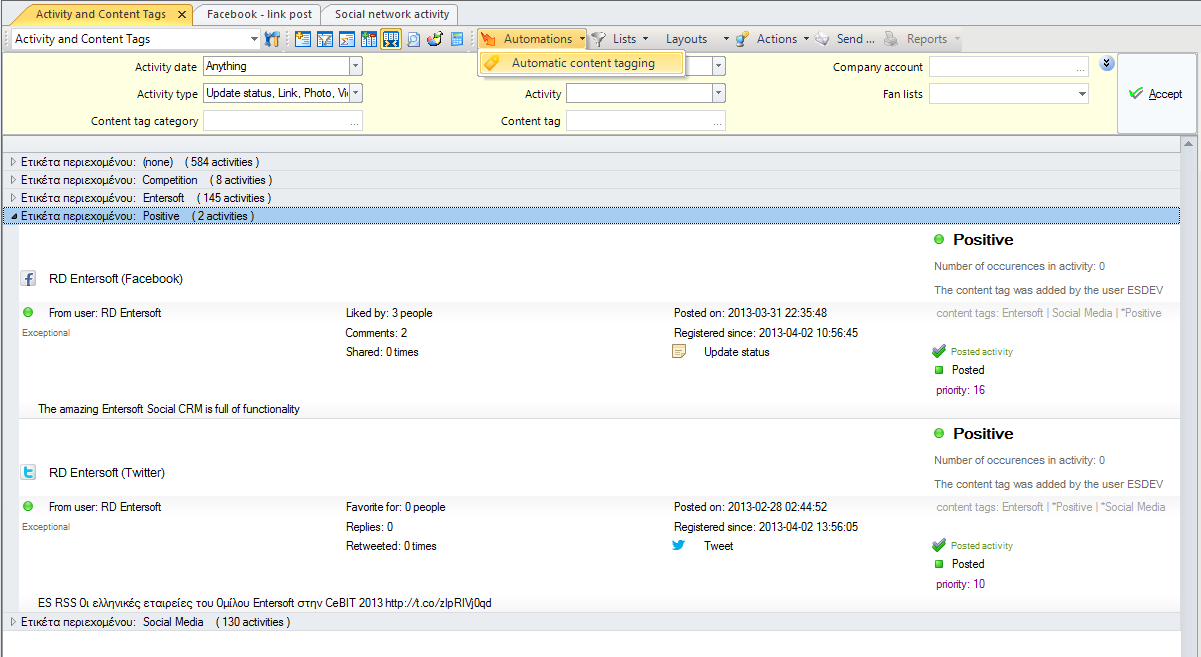 Activity and Content Tags X Facebook - link post Social network activity
Activity and Content Tags Automations Lists Layouts Actions Send ... Reports
Automatic content tagging
Activity date Anything Company account ...
Activity type Update status, Link, Photo, Vi Activity Fan lists
Accept
Content tag category ... Content tag ...
Ετικέτα περιεχομένου: (none) ( 584 activities )
Ετικέτα περιεχομένου: Competition ( 8 activities )
Ετικέτα περιεχομένου: Entersoft ( 145 activities )
Ετικέτα περιεχομένου: Positive ( 2 activities )
Positive
Number of occurences in activity: 0
RD Entersoft (Facebook)
The content tag was added by the user ESDEV
From user: RD Entersoft Liked by: 3 people Posted on: 2013-03-31 22:35:48 content tags: Entersoft | Social Media | *Positive
Exceptional Comments: 2 Registered since: 2013-04-02 10:56:45
Shared: 0 times Update status Posted activity
Posted
priority: 16
The amazing Entersoft Social CRM is full of functionality
Positive
Number of occurences in activity: 0
RD Entersoft (Twitter)
The content tag was added by the user ESDEV
From user: RD Entersoft Favorite for: 0 people Posted on: 2013-02-28 02:44:52 content tags: Entersoft | *Positive | *Social Media
Exceptional Replies: 0 Registered since: 2013-04-02 13:56:05
Retweeted: 0 times Tweet Posted activity
Posted
priority: 10
ES RSS Οι ελληνικές εταιρείες του Ομίλου Entersoft στην CeBIT 2013 http://t.co/zlpRIVj0qd
Ετικέτα περιεχομένου: Social Media ( 130 activities )